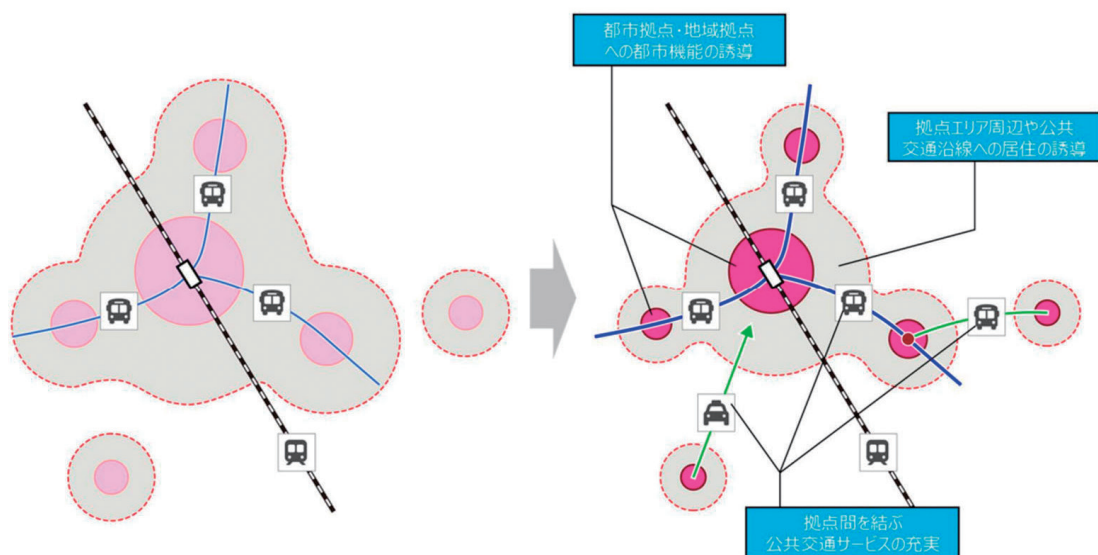 都市拠点・地域拠点
への都市機能の誘導
拠点エリア周辺や公共
交通沿線への居住の誘導
拠点間を結ぶ
公共交通サービスの充実